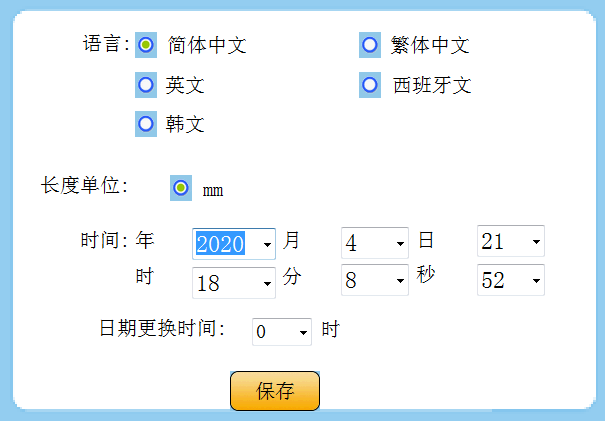 语言: 简体中文 繁体中文
英文 西班牙文
韩文
长度单位: mm
时间: 年 2020 月 4 日 21
时 18 分 8 秒 52
日期更换时间: 0 时
保存